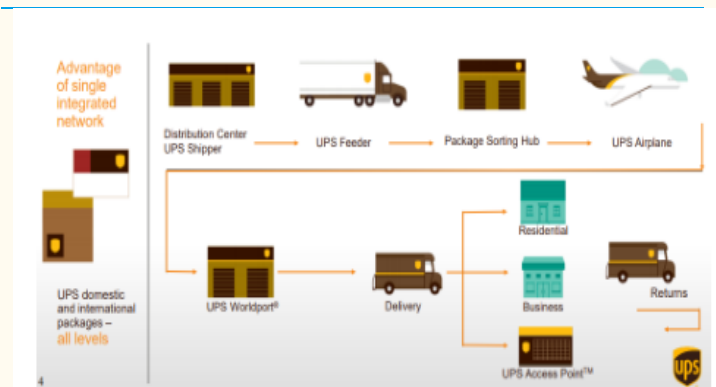 Advantage
of single
integrated
network
Distribution Center
UPS Shipper
UPS Feeder
Package Sorting Hub
UPS Airplane
UPS Worldport®
Delivery
Residential
Business
UPS Access Point™
Returns
UPS domestic
and international
packages –
all levels
4
ups